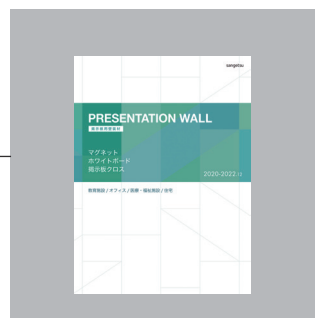 sangetsu
PRESENTATION WALL
マグネット
ホワイトボード
掲示板クロス
2020-2022/2
教育施設 / オフィス / 医療・福祉施設 / 住宅